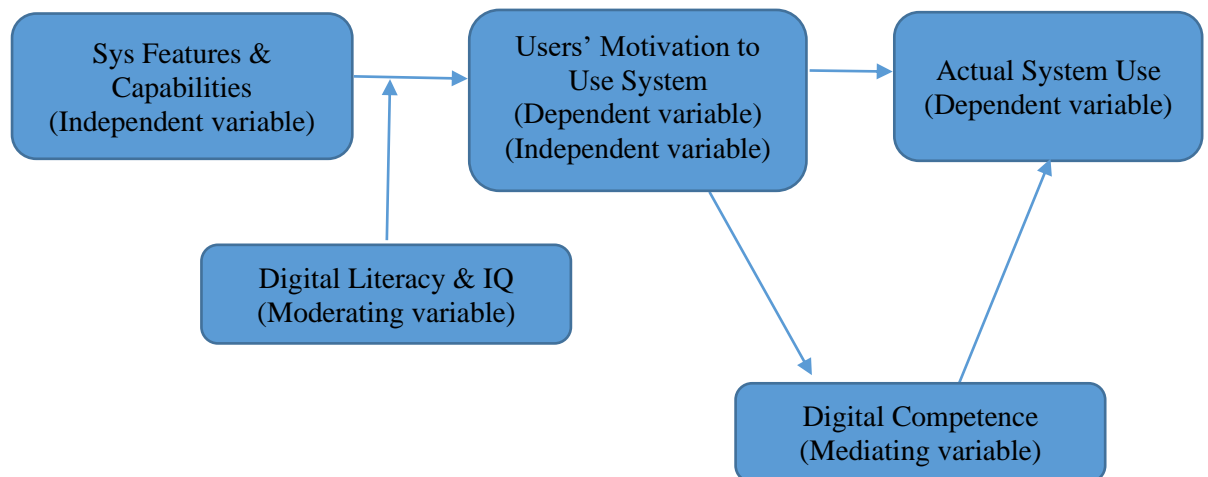 Sys Features &
Capabilities
(Independent variable)
Users’ Motivation to
Use System
(Dependent variable)
(Independent variable)
Actual System Use
(Dependent variable)
Digital Literacy & IQ
(Moderating variable)
Digital Competence
(Mediating variable)